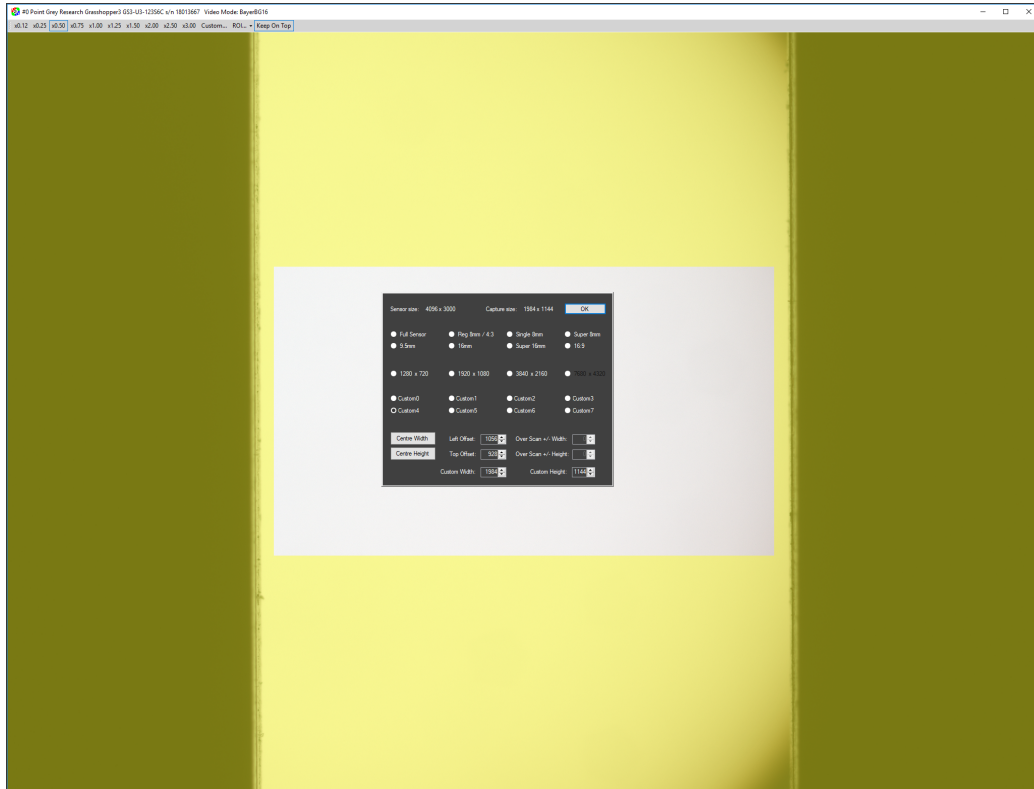 #0 Point Grey Research Grasshopper3 GS3-U3-123S6C s/n 18013667 Video Mode: BayerBG16
x0.12 x0.25 x0.50 x0.75 x1.00 x1.25 x1.50 x2.00 x2.50 x3.00 Custom... ROI... Keep On Top
Sensor size: 4096 x 3000 Capture size: 1984 x 1144 OK
Full Sensor Reg 8mm / 4:3 Single 8mm Super 8mm
9.5mm 16mm Super 16mm 16:9
1280 x 720 1920 x 1080 3840 x 2160
Custom0 Custom1 Custom2 Custom3
Custom4 Custom5 Custom6 Custom7
Centre Width Left Offset: 1056 Over Scan +/- Width:
Centre Height Top Offset: 928 Over Scan +/- Height:
Custom Width: 1984 Custom Height: 1144